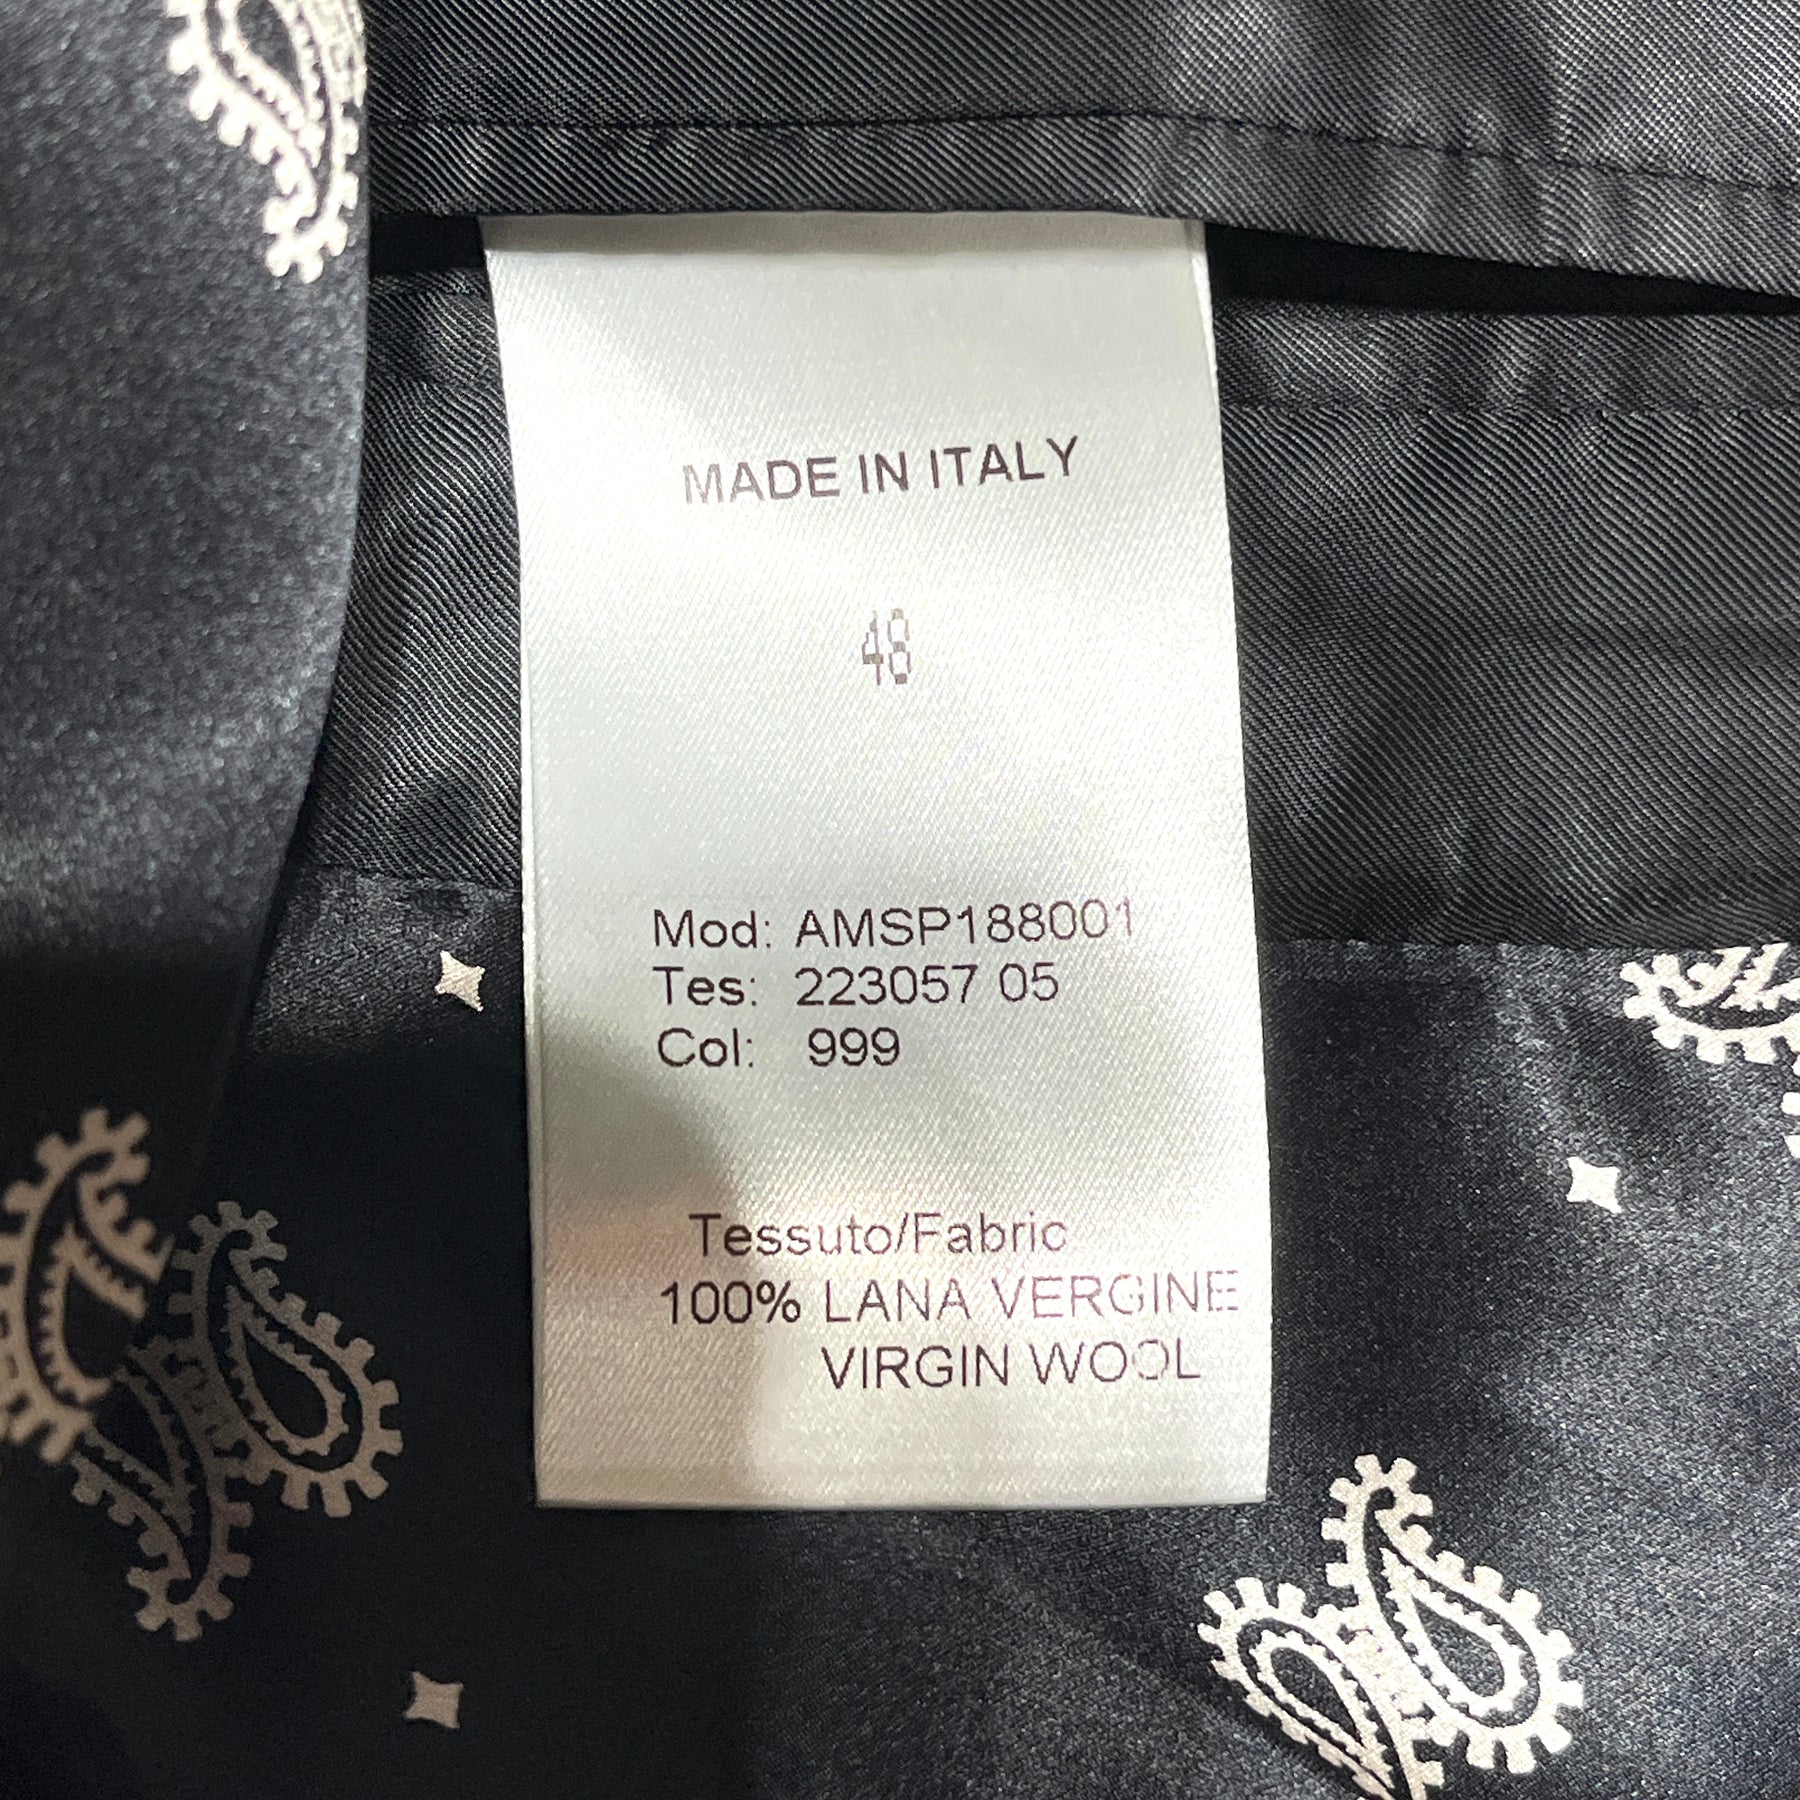 MADE IN ITALY
48
Mod: AMSP188001
Tes: 223057 05
Col: 999
Tessuto/Fabric
100% LANA VERGINE
VIRGIN WOOL